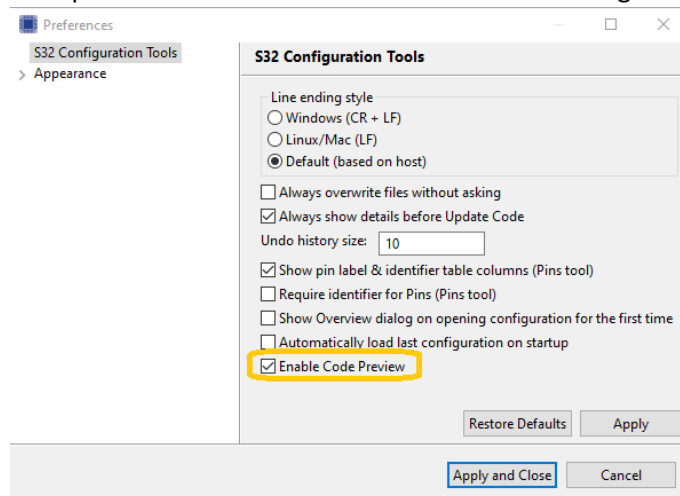 Preferences
S32 Configuration Tools
Appearance
S32 Configuration Tools
Line ending style
Windows (CR + LF)
Linux/Mac (LF)
Default (based on host)
Always overwrite files without asking
Always show details before Update Code
Undo history size: 10
Show pin label & identifier table columns (Pins tool)
Require identifier for Pins (Pins tool)
Show Overview dialog on opening configuration for the first time
Automatically load last configuration on startup
Enable Code Preview
Restore Defaults Apply
Apply and Close Cancel